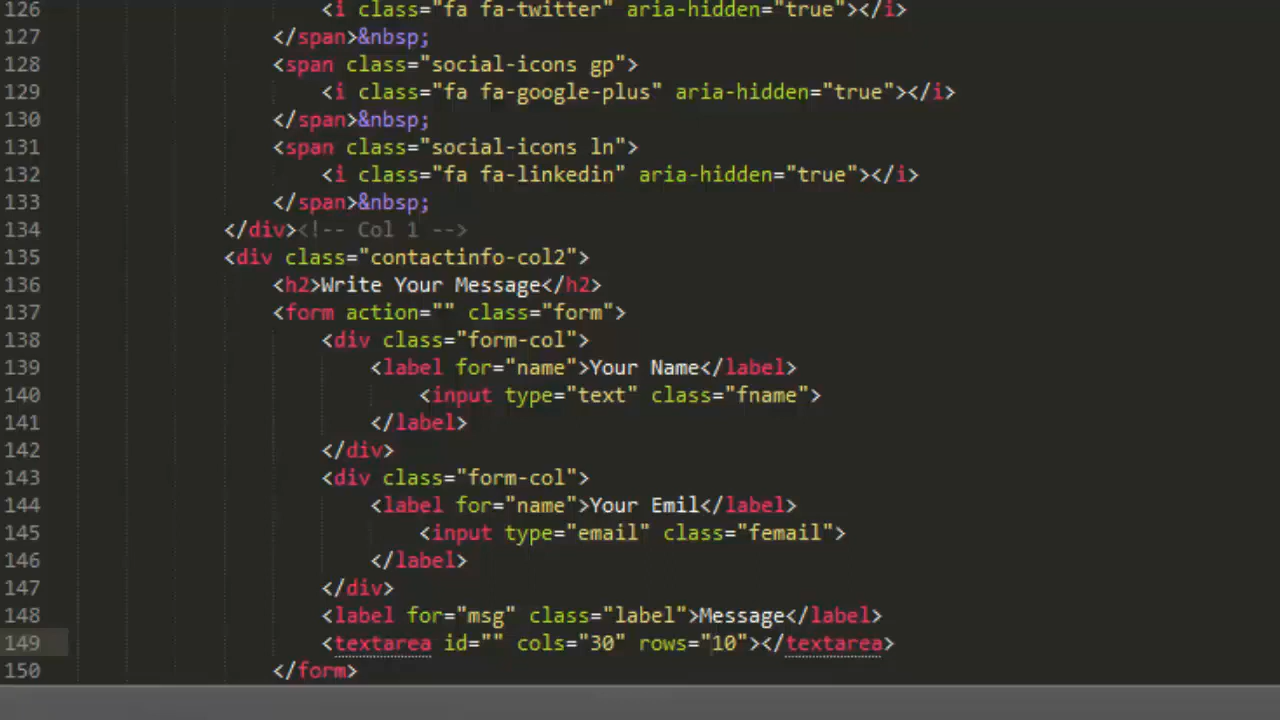 126 <i class="fa fa-twitter" aria-hidden="true"></i>
127 </span>&nbsp;
128 <span class="social-icons gp">
129 <i class="fa fa-google-plus" aria-hidden="true"></i>
130 </span>&nbsp;
131 <span class="social-icons ln">
132 <i class="fa fa-linkedin" aria-hidden="true"></i>
133 </span>&nbsp;
134 </div><!-- Col 1 -->
135 <div class="contactinfo-col2">
136 <h2>Write Your Message</h2>
137 <form action="" class="form">
138 <div class="form-col">
139 <label for="name">Your Name</label>
140 <input type="text" class="fname">
141 </label>
142 </div>
143 <div class="form-col">
144 <label for="name">Your Emil</label>
145 <input type="email" class="femail">
146 </label>
147 </div>
148 <label for="msg" class="label">Message</label>
149 <textarea id="" cols="30" rows="10"></textarea>
150 </form>